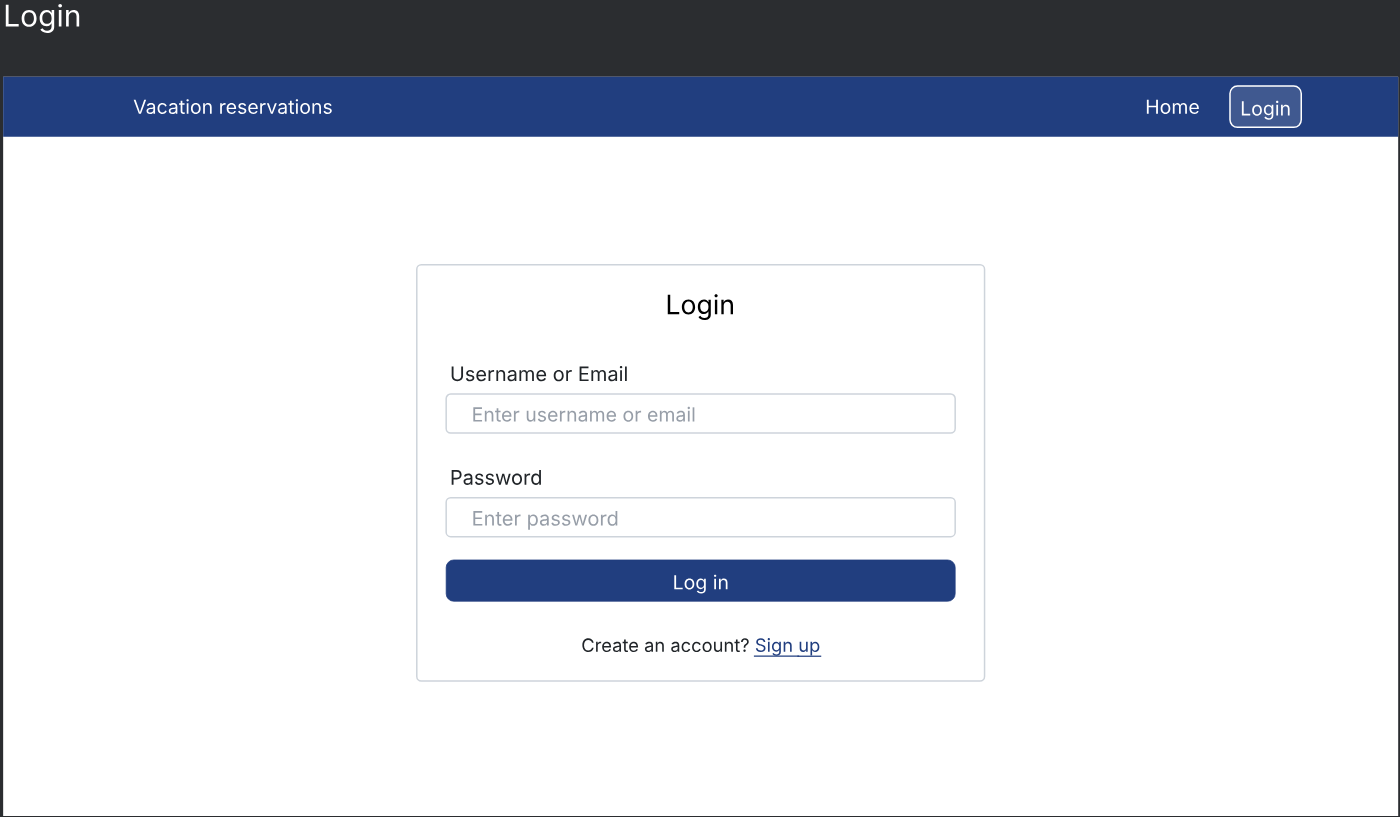 Login
Vacation reservations Home Login
Login
Username or Email
Enter username or email
Password
Enter password
Log in
Create an account? Sign up